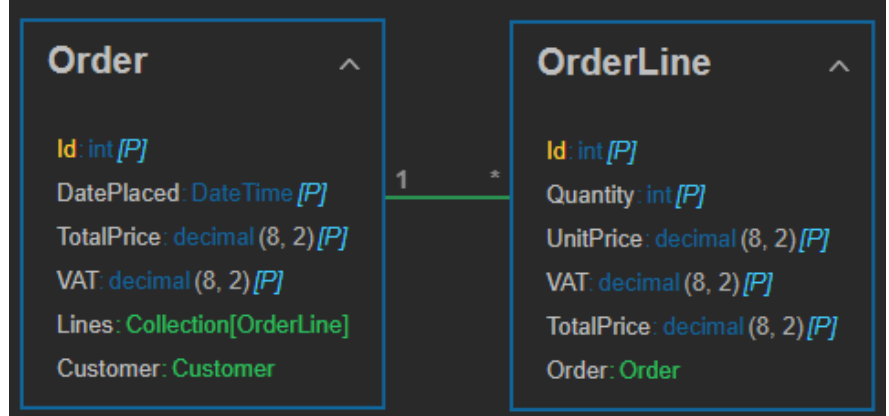 Order
Id: int [P]
DatePlaced: DateTime [P]
TotalPrice: decimal (8, 2) [P]
VAT: decimal (8, 2) [P]
Lines: Collection[OrderLine]
Customer: Customer
1 *
OrderLine
Id: int [P]
Quantity: int [P]
UnitPrice: decimal (8, 2) [P]
VAT: decimal (8, 2) [P]
TotalPrice: decimal (8, 2) [P]
Order: Order